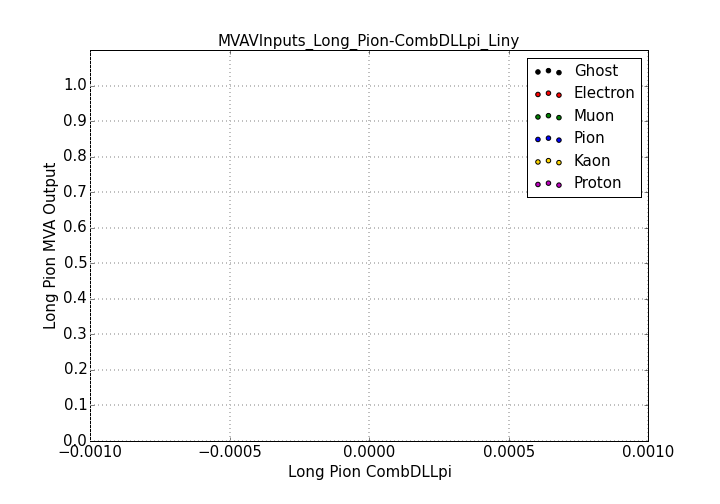 MVAVInputs_Long_Pion-CombDLLpi_Liny
Ghost
Electron
Muon
Pion
Kaon
Proton
1.0
0.9
0.8
0.7
0.6
0.5
0.4
0.3
0.2
0.1
0.0
Long Pion MVA Output
−0.0010
−0.0005
0.0000
0.0005
0.0010
Long Pion CombDLLpi